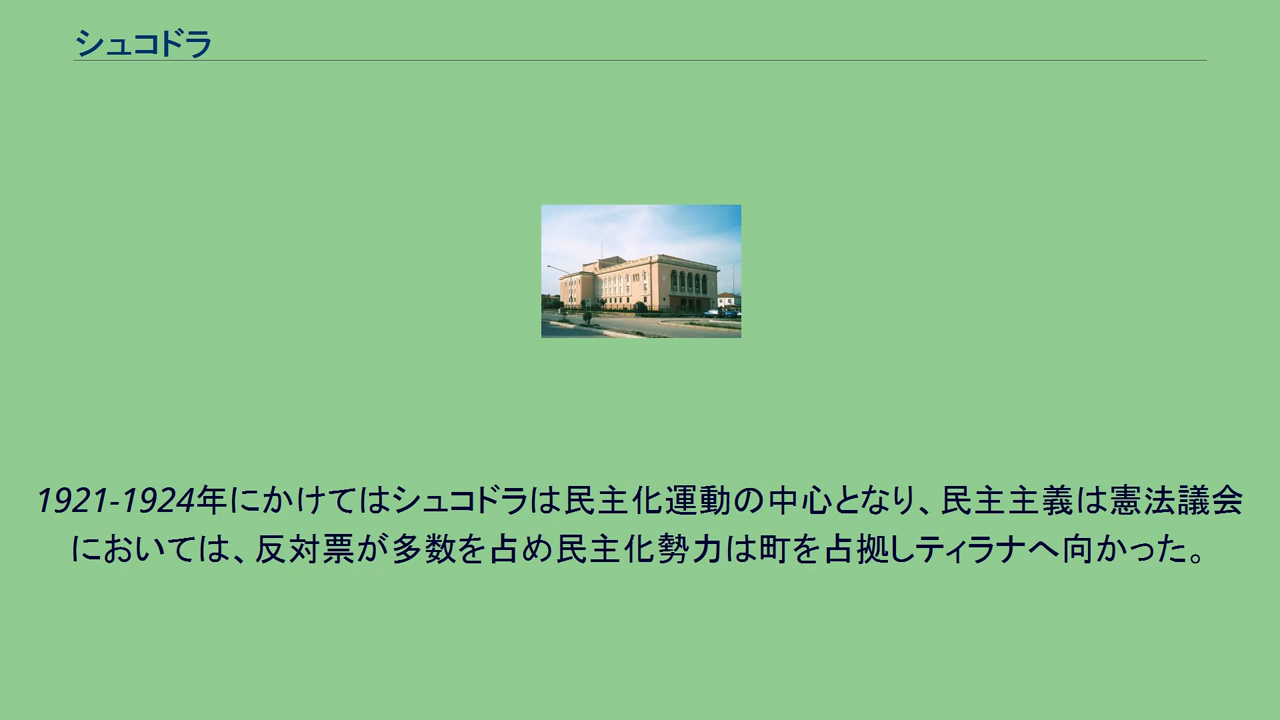 シュコドラ
1921-1924年にかけてはシュコドラは民主化運動の中心となり、民主主義は憲法議会
においては、反対票が多数を占め民主化勢力は町を占拠しティラナへ向かった。